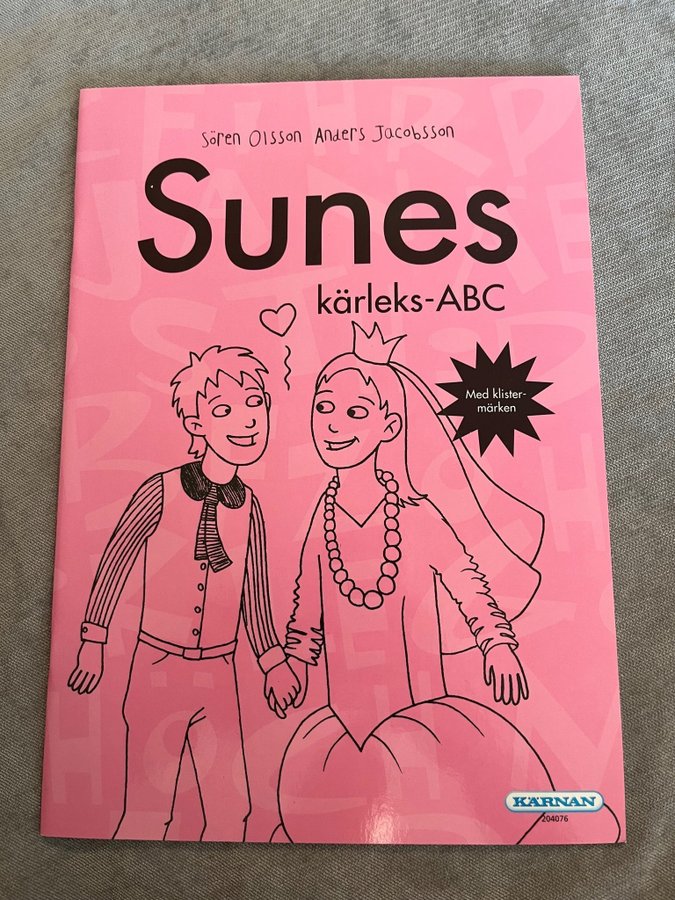 Sören Olsson Anders Jacobsson
Sunes
kärleks-ABC
Med klister-
märken
KÄRNAN
204076